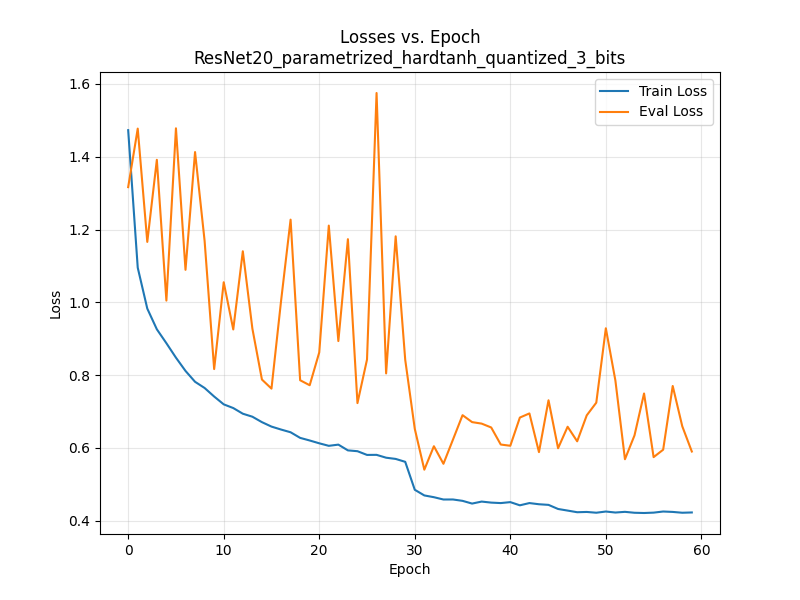 Losses vs. Epoch
ResNet20_parametrized_hardtanh_quantized_3_bits
Train Loss
Eval Loss
1.6
1.4
1.2
1.0
0.8
0.6
0.4
Loss
0 10 20 30 40 50 60
Epoch